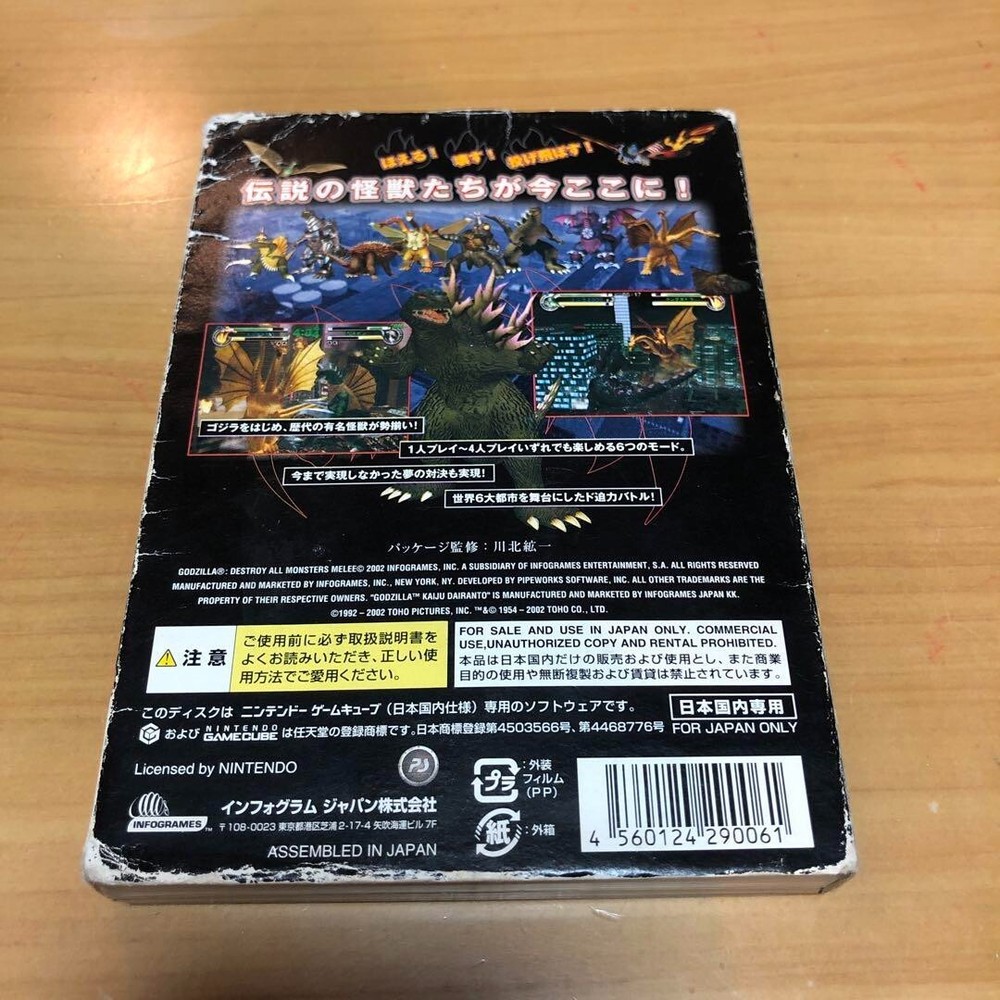 ほえる! 壊す! 投げ飛ばす!
伝説の怪獣たちが今ここに!
4:02
ゴジラをはじめ、歴代の有名怪獣が勢揃い!
1人プレイ〜4人プレイいずれでも楽しめる6つのモード。
今まで実現しなかった夢の対決も実現!
世界6大都市を舞台にしたド迫力バトル!
パッケージ監修:川北紘一
GODZILLA®: DESTROY ALL MONSTERS MELEE© 2002 INFOGRAMES, INC. A SUBSIDIARY OF INFOGRAMES ENTERTAINMENT, S.A. ALL RIGHTS RESERVED
MANUFACTURED AND MARKETED BY INFOGRAMES, INC., NEW YORK, NY. DEVELOPED BY PIPEWORKS SOFTWARE, INC. ALL OTHER TRADEMARKS ARE THE
PROPERTY OF THEIR RESPECTIVE OWNERS. "GODZILLA™ KAIJU DAIRANTO" IS MANUFACTURED AND MARKETED BY INFOGRAMES JAPAN KK.
©1992 – 2002 TOHO PICTURES, INC. ™&© 1954 – 2002 TOHO CO., LTD.
注意
ご使用前に必ず取扱説明書を
よくお読みいただき、正しい使
用方法でご愛用ください。
FOR SALE AND USE IN JAPAN ONLY. COMMERCIAL
USE,UNAUTHORIZED COPY AND RENTAL PROHIBITED.
本品は日本国内だけの販売および使用とし、また商業
目的の使用や無断複製および賃貸は禁止されています。
このディスクは ニンテンドー ゲームキューブ(日本国内仕様)専用のソフトウェアです。
および NINTENDO GAMECUBE は任天堂の登録商標です。日本商標登録第4503566号、第4468776号
日本国内専用
FOR JAPAN ONLY
Licensed by NINTENDO
PJ
INFOGRAMES™
インフォグラム ジャパン株式会社
〒108-0023 東京都港区芝浦2-17-4 矢吹海運ビル 7F
ASSEMBLED IN JAPAN
プラ
:外装
フィルム
(PP)
紙
:外箱
4 560124 290061